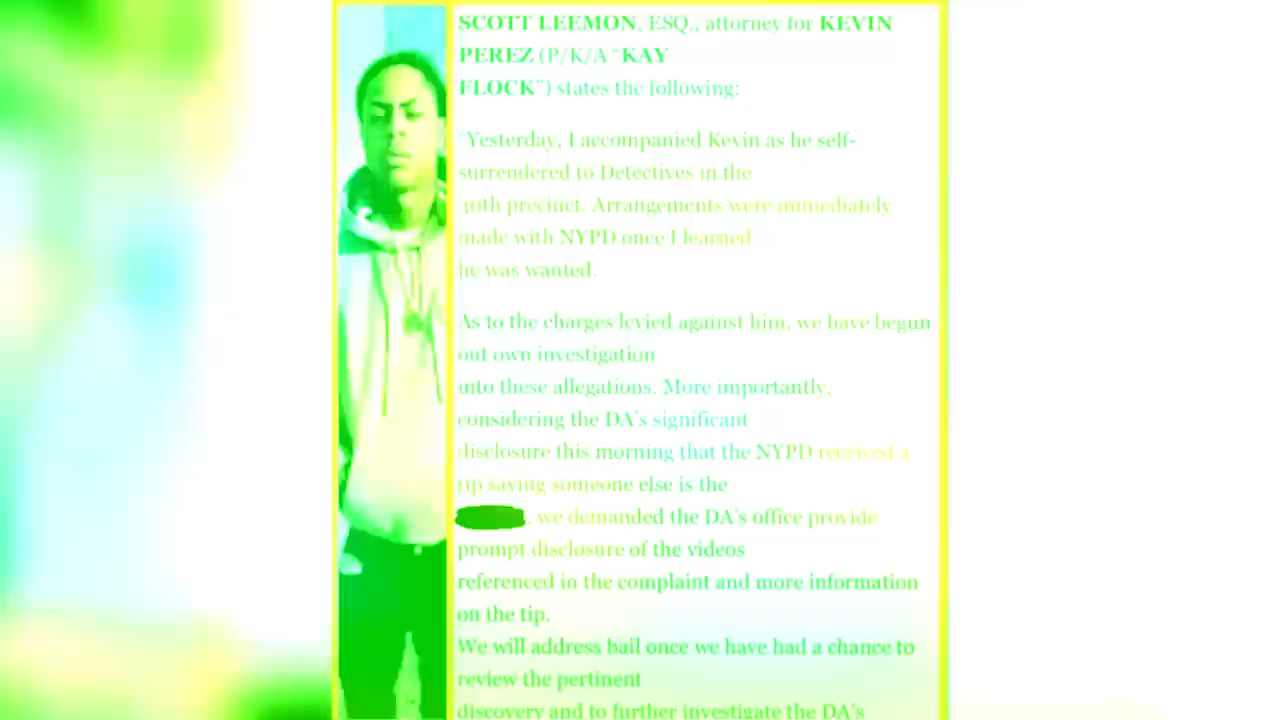 SCOTT LEEMON, ESQ., attorney for KEVIN
PEREZ (P/K/A "KAY
FLOCK") states the following:
"Yesterday, I accompanied Kevin as he self-
surrendered to Detectives in the
30th precinct. Arrangements were immediately
made with NYPD once I learned
he was wanted.
As to the charges levied against him, we have begun
out own investigation
into these allegations. More importantly,
considering the DA's significant
disclosure this morning that the NYPD received a
tip saying someone else is the
, we demanded the DA's office provide
prompt disclosure of the videos
referenced in the complaint and more information
on the tip.
We will address bail once we have had a chance to
review the pertinent
discovery and to further investigate the DA's